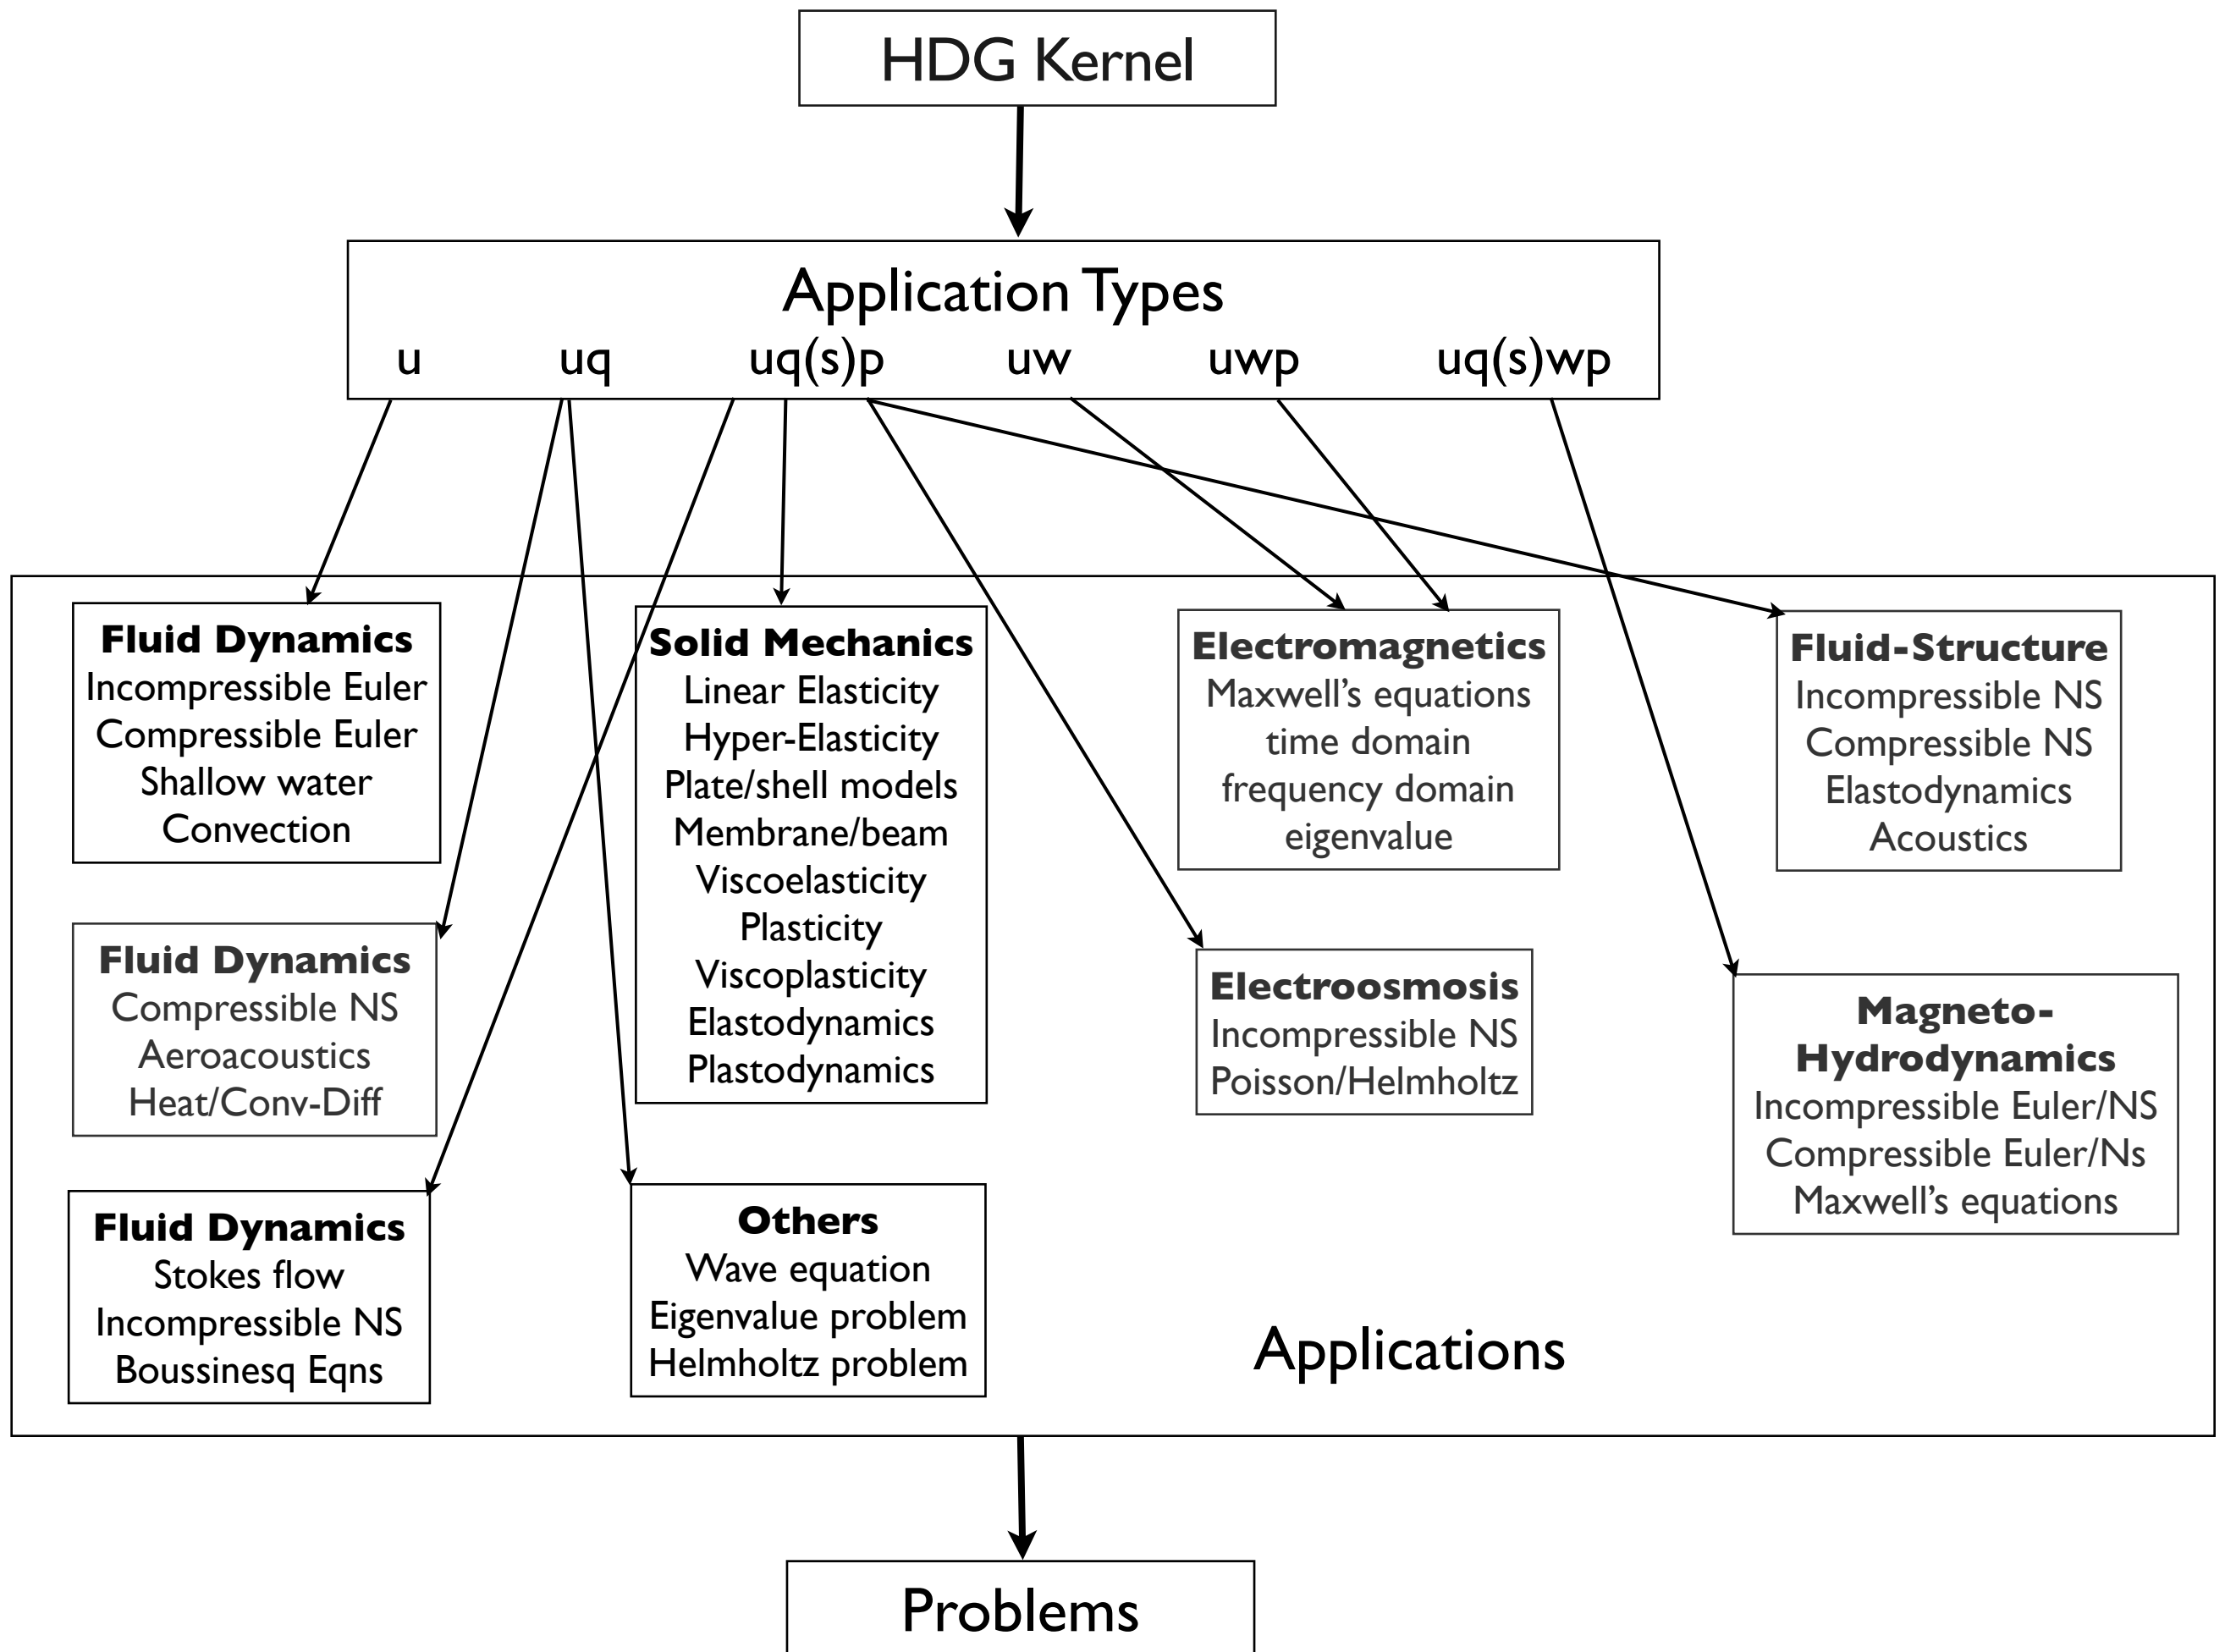 HDG Kernel
Application Types
u uq uq(s)p uw uwp uq(s)wp
Fluid Dynamics
Incompressible Euler
Compressible Euler
Shallow water
Convection
Solid Mechanics
Linear Elasticity
Hyper-Elasticity
Plate/shell models
Membrane/beam
Viscoelasticity
Plasticity
Viscoplasticity
Elastodynamics
Plastodynamics
Electromagnetics
Maxwell's equations
time domain
frequency domain
eigenvalue
Fluid-Structure
Incompressible NS
Compressible NS
Elastodynamics
Acoustics
Fluid Dynamics
Compressible NS
Aeroacoustics
Heat/Conv-Diff
Electroosmosis
Incompressible NS
Poisson/Helmholtz
Magneto-
Hydrodynamics
Incompressible Euler/NS
Compressible Euler/Ns
Maxwell's equations
Fluid Dynamics
Stokes flow
Incompressible NS
Boussinesq Eqns
Others
Wave equation
Eigenvalue problem
Helmholtz problem
Applications
Problems